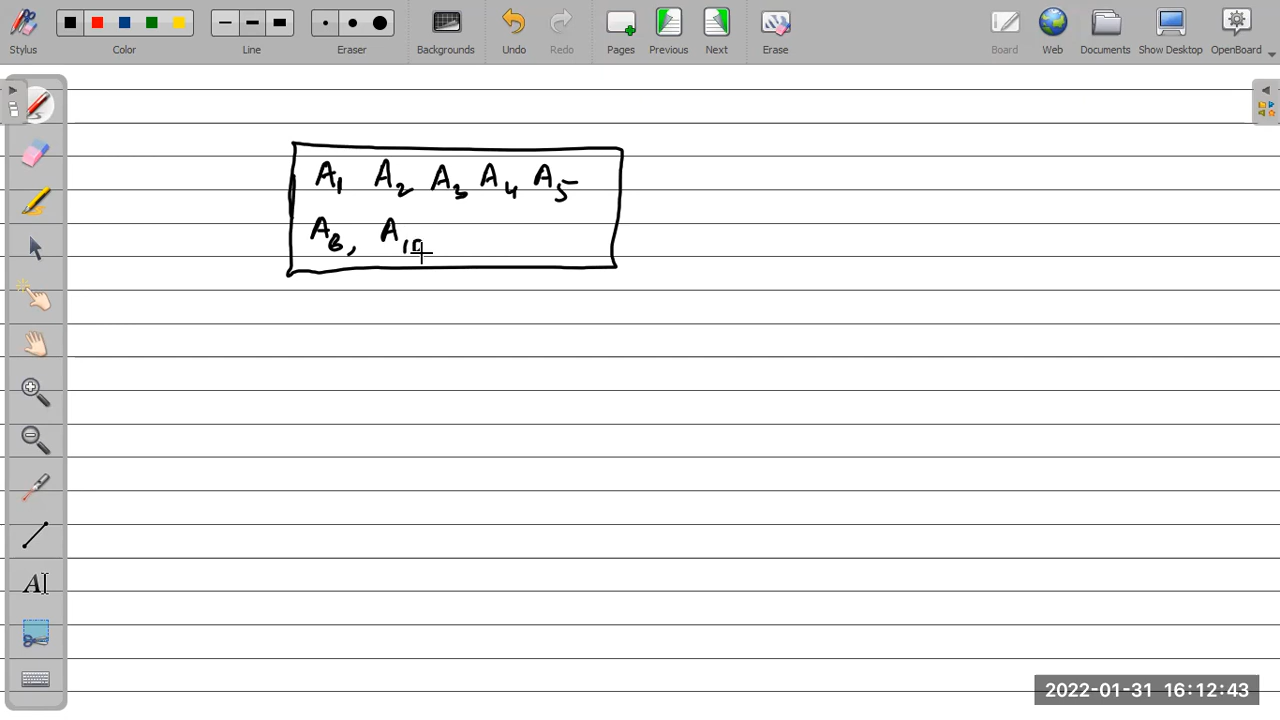 Stylus Color Line Eraser Backgrounds Undo Redo Pages Previous Next Erase Board Web Documents Show Desktop OpenBoard
A₁ A₂ A₃ A₄ A₅
A₆, A₁₀
A
2022-01-31 16:12:43